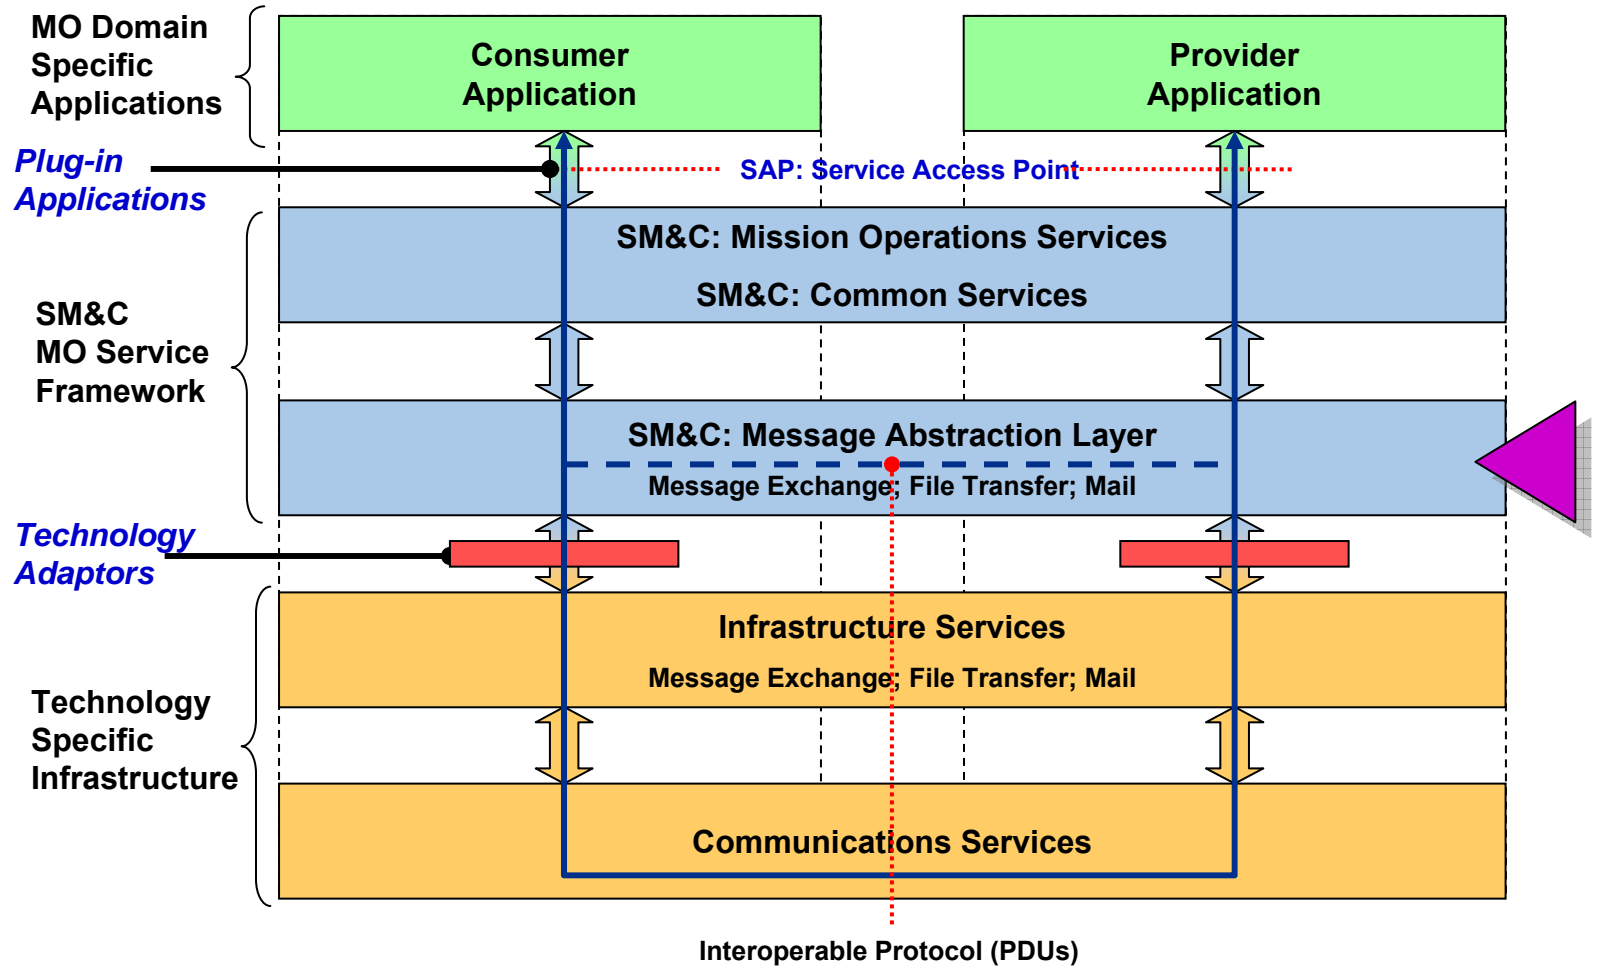 MO Domain
Specific
Applications
Consumer
Application
Provider
Application
Plug-in
Applications
SAP: Service Access Point
SM&C: Mission Operations Services
SM&C: Common Services
SM&C
MO Service
Framework
SM&C: Message Abstraction Layer
Message Exchange; File Transfer; Mail
Technology
Adaptors
Infrastructure Services
Message Exchange; File Transfer; Mail
Technology
Specific
Infrastructure
Communications Services
Interoperable Protocol (PDUs)